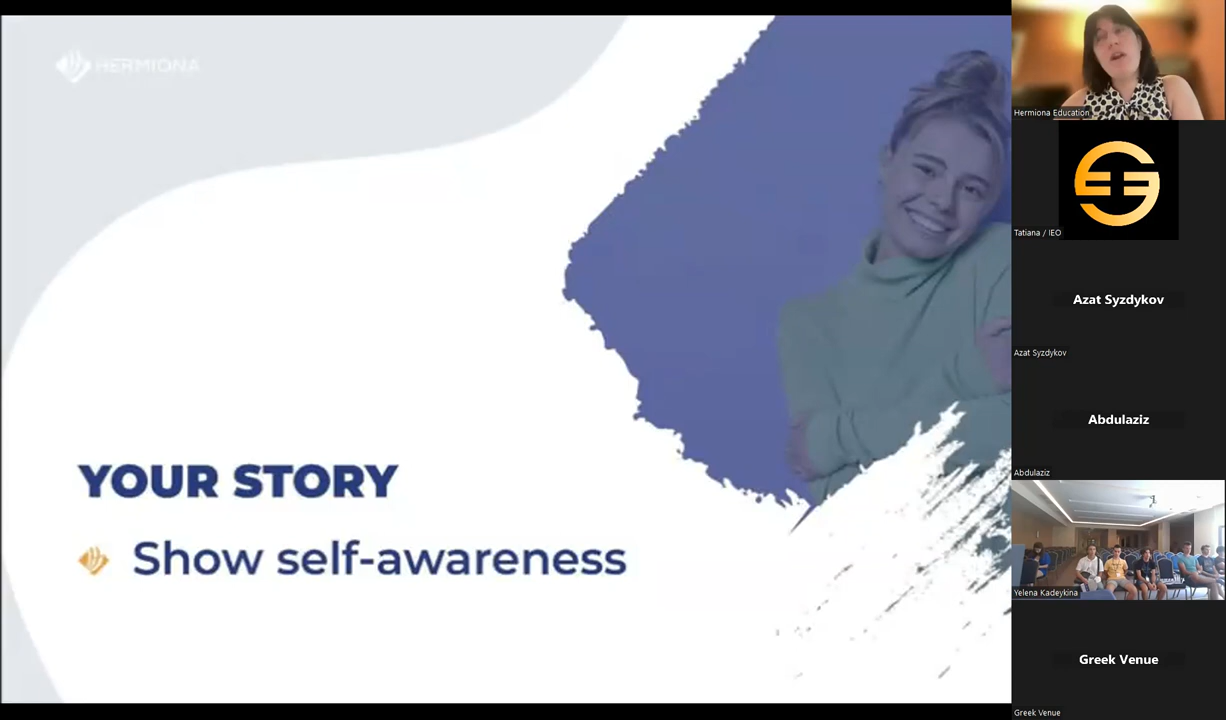 HERMIONA
YOUR STORY
Show self-awareness
Hermiona Education
Tatiana / IEO
Azat Syzdykov
Azat Syzdykov
Abdulaziz
Abdulaziz
Yelena Kadeykina
Greek Venue
Greek Venue